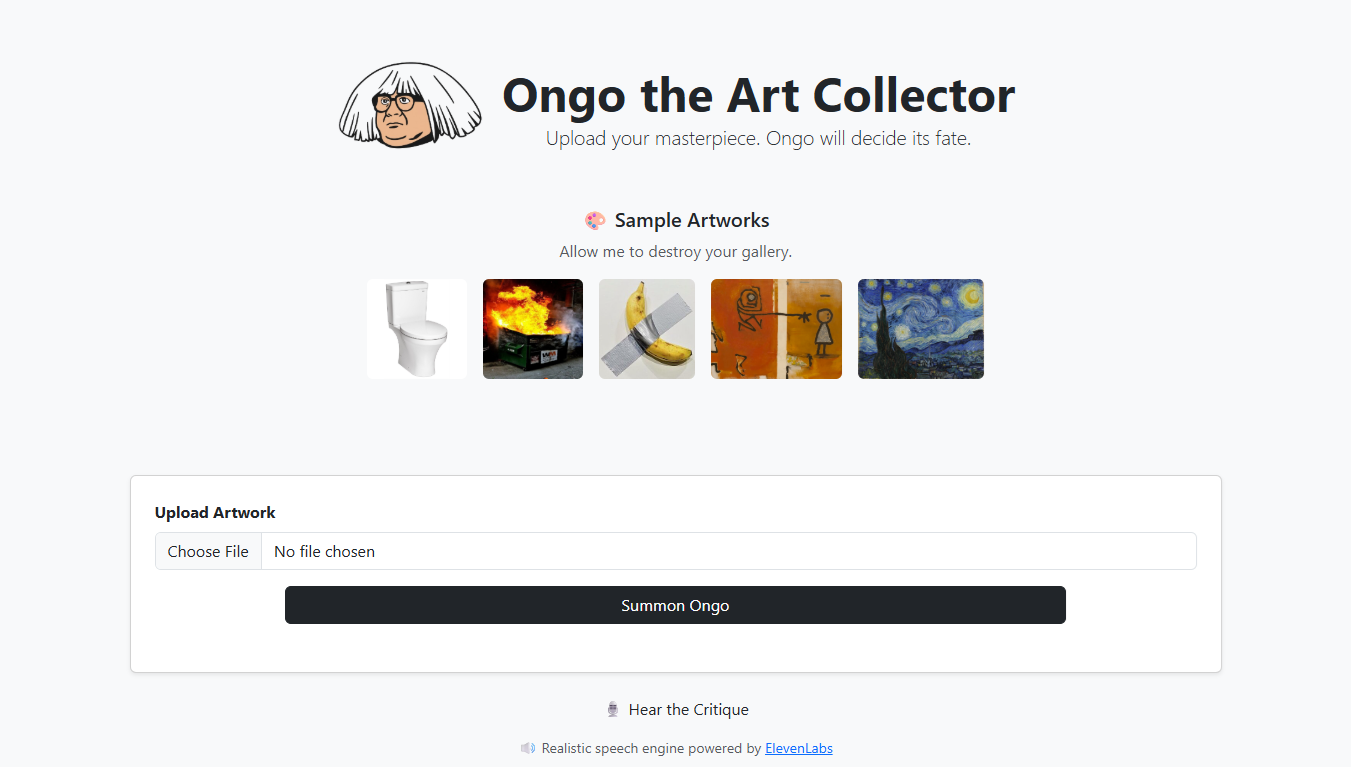 Ongo the Art Collector
Upload your masterpiece. Ongo will decide its fate.
Sample Artworks
Allow me to destroy your gallery.
WM
Upload Artwork
Choose File No file chosen
Summon Ongo
Hear the Critique
Realistic speech engine powered by ElevenLabs